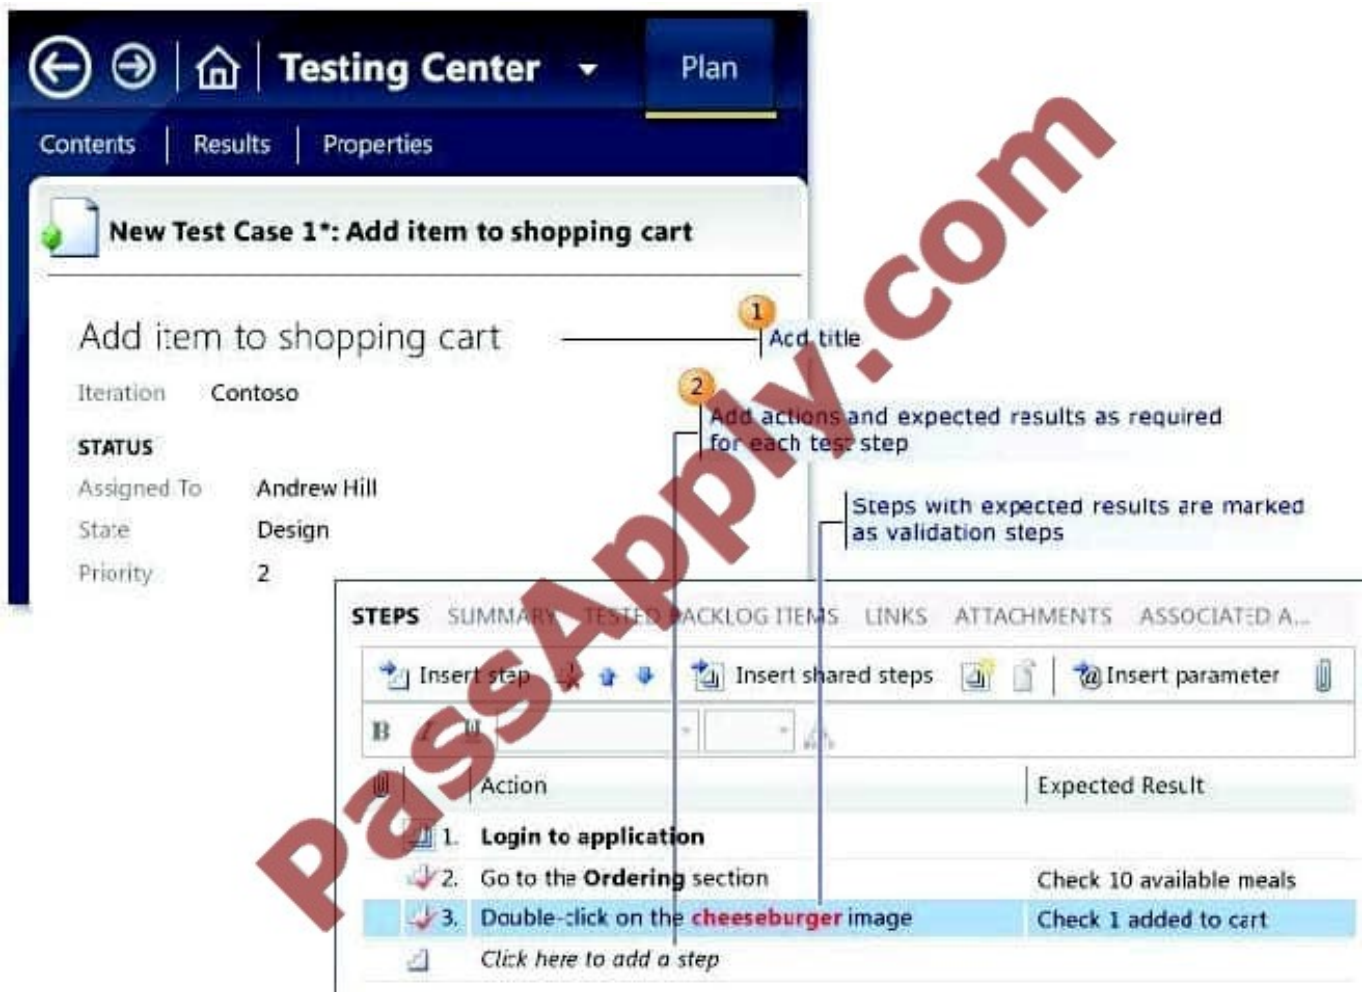 Testing Center
Plan
Contents
Results
Properties
New Test Case 1*: Add item to shopping cart
Add item to shopping cart
1
Add title
Iteration Contoso
2
Add actions and expected results as required
for each test step
STATUS
Assigned To Andrew Hill
State Design
Priority 2
Steps with expected results are marked
as validation steps
STEPS SUMMARY TESTED BACKLOG ITEMS LINKS ATTACHMENTS ASSOCIATED A...
Insert step Insert shared steps @Insert parameter
B I U A
Action Expected Result
1. Login to application
2. Go to the Ordering section Check 10 available meals
3. Double-click on the cheeseburger image Check 1 added to cart
Click here to add a step
PassApply.com